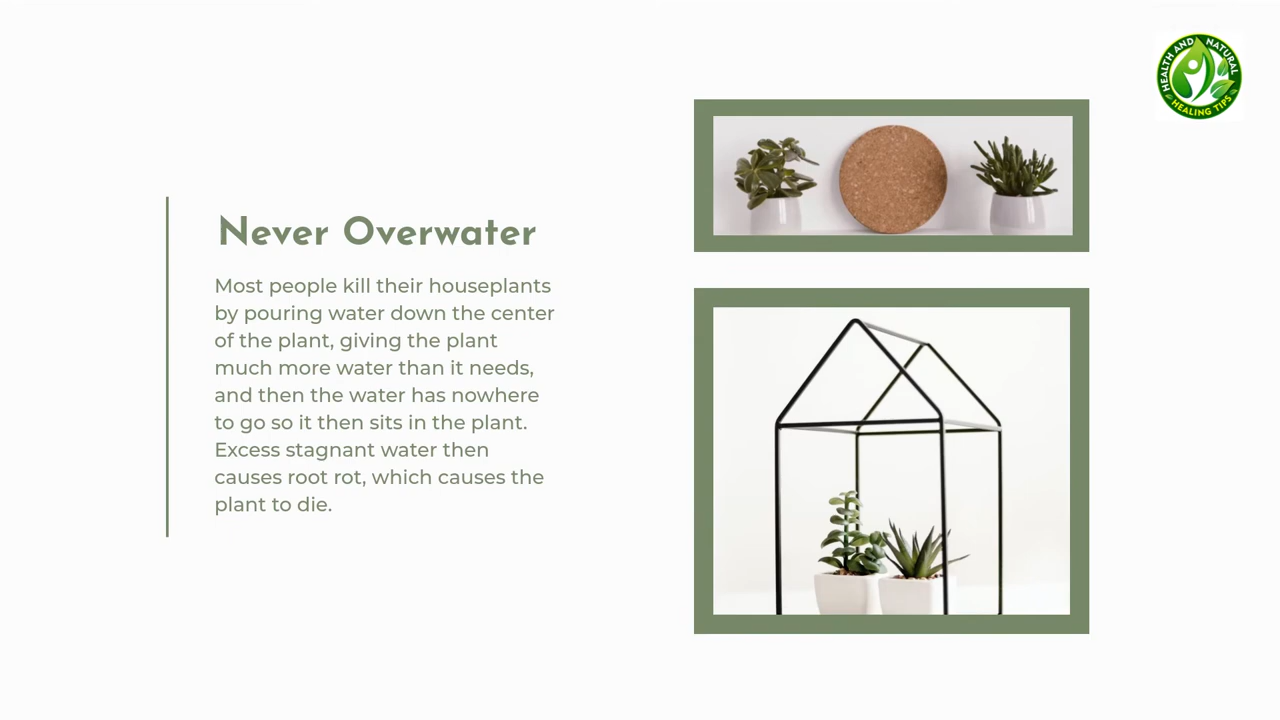 Never Overwater
Most people kill their houseplants
by pouring water down the center
of the plant, giving the plant
much more water than it needs,
and then the water has nowhere
to go so it then sits in the plant.
Excess stagnant water then
causes root rot, which causes the
plant to die.
HEALTH AND NATURAL
HEALING TIPS